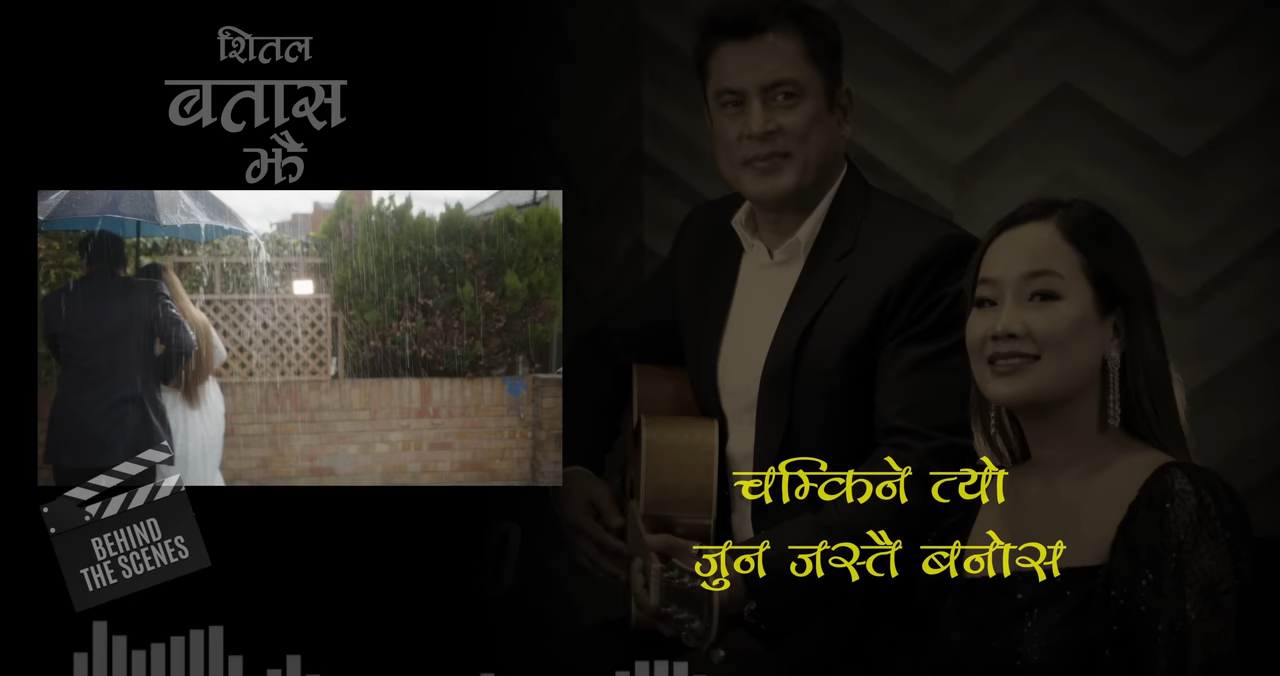 शितल
बतास
झैं
BEHIND
THE SCENES
चम्किने त्यो
जुन जस्तै बनोस